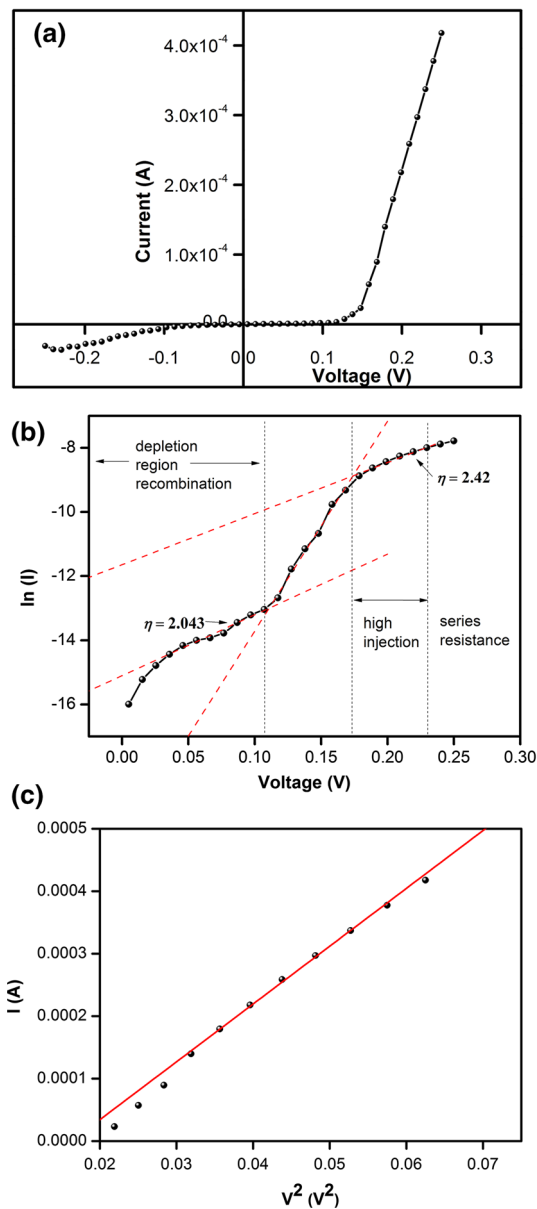 (a)
4.0x10⁻⁴
3.0x10⁻⁴
2.0x10⁻⁴
1.0x10⁻⁴
0.0
Current (A)
-0.2 -0.1 0.0 0.1 0.2 0.3
Voltage (V)
(b)
-8
-10
-12
-14
-16
ln (I)
depletion
region
recombination
η = 2.42
η = 2.043
high
injection
series
resistance
0.00 0.05 0.10 0.15 0.20 0.25 0.30
Voltage (V)
(c)
0.0005
0.0004
0.0003
0.0002
0.0001
0.0000
I (A)
0.02 0.03 0.04 0.05 0.06 0.07
V² (V²)